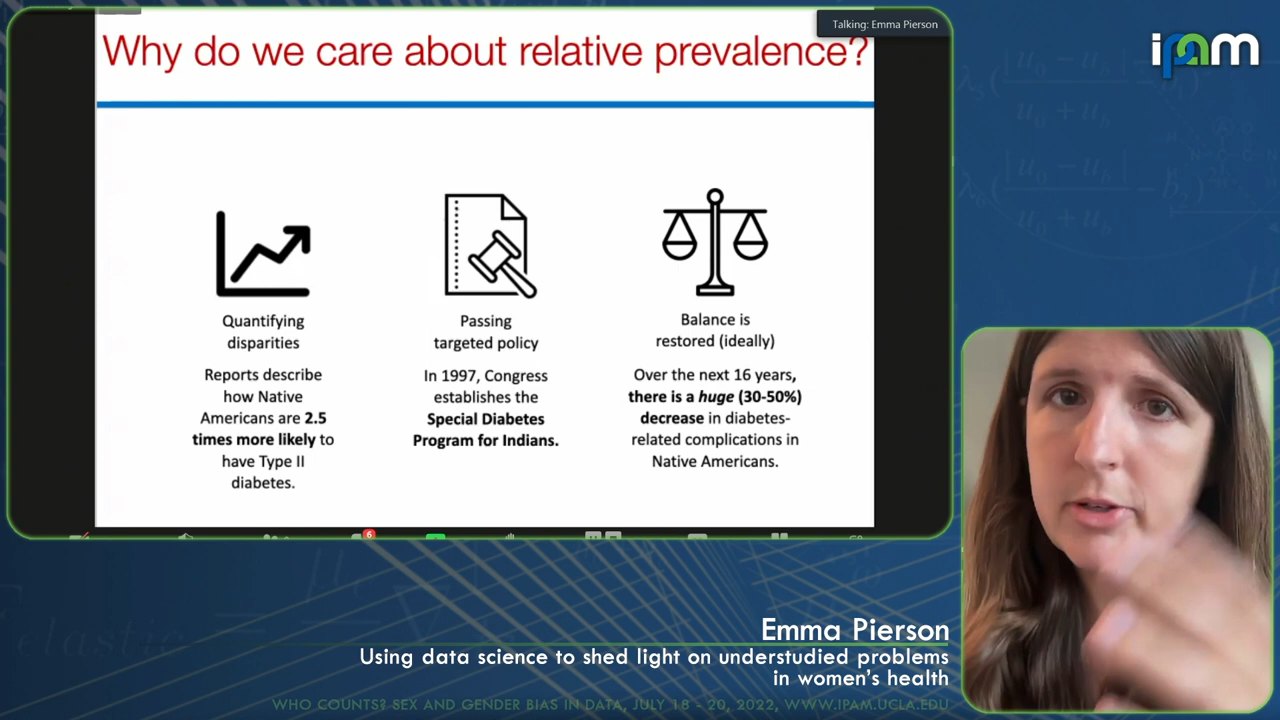 Why do we care about relative prevalence?
Talking: Emma Pierson
ipam
Quantifying
disparities
Reports describe
how Native
Americans are 2.5
times more likely to
have Type II
diabetes.
Passing
targeted policy
In 1997, Congress
establishes the
Special Diabetes
Program for Indians.
Balance is
restored (ideally)
Over the next 16 years,
there is a huge (30-50%)
decrease in diabetes-
related complications in
Native Americans.
6
Emma Pierson
Using data science to shed light on understudied problems
in women's health
WHO COUNTS? SEX AND GENDER BIAS IN DATA, JULY 18 - 20, 2022, WWW.IPAM.UCLA.EDU
elastic